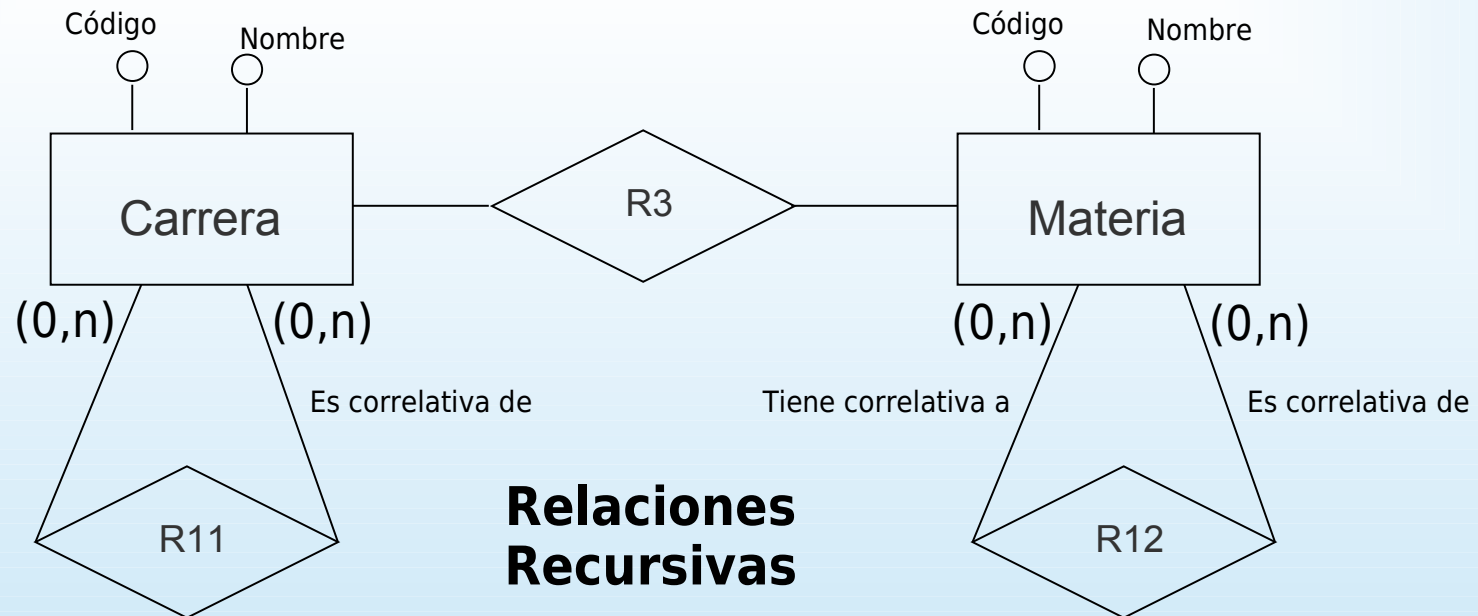 Código
Nombre
Código
Nombre
Carrera
R3
Materia
(0,n)
(0,n)
(0,n)
(0,n)
Es correlativa de
Tiene correlativa a
Es correlativa de
R11
Relaciones
Recursivas
R12